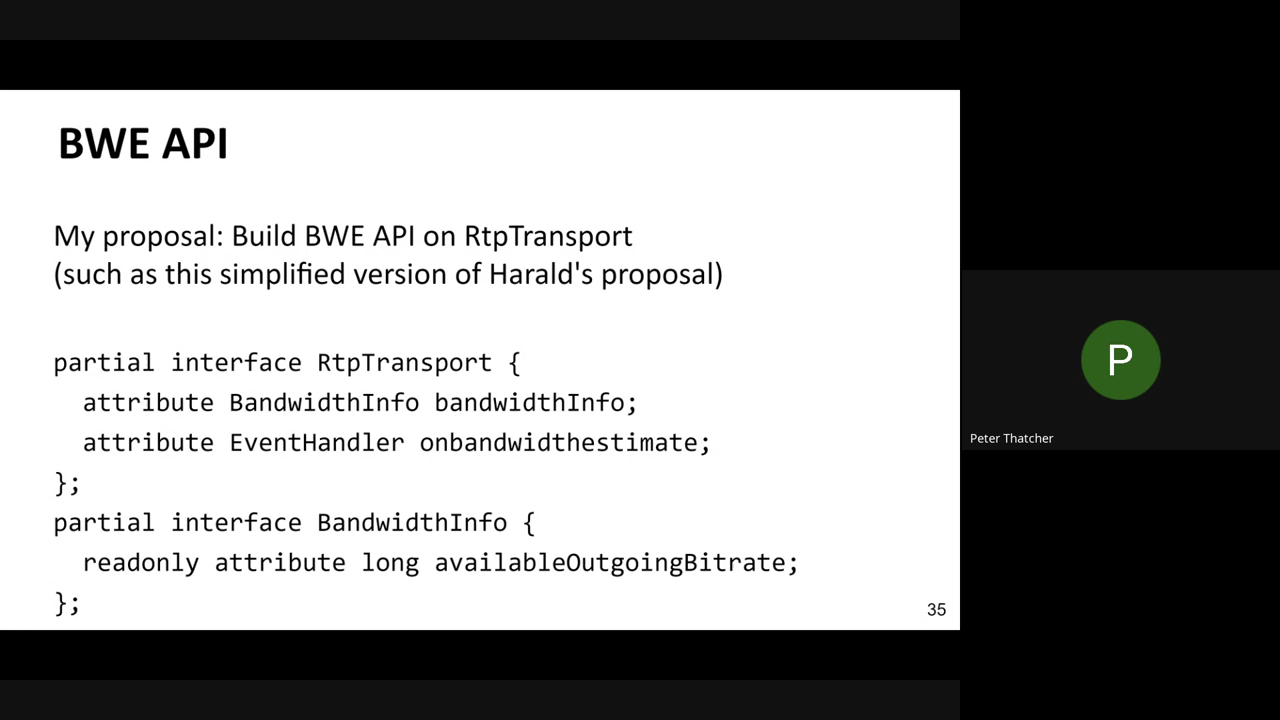 BWE API
My proposal: Build BWE API on RtpTransport
(such as this simplified version of Harald's proposal)
partial interface RtpTransport {
  attribute BandwidthInfo bandwidthInfo;
  attribute EventHandler onbandwidthestimate;
};
partial interface BandwidthInfo {
  readonly attribute long availableOutgoingBitrate;
};
35
P
Peter Thatcher